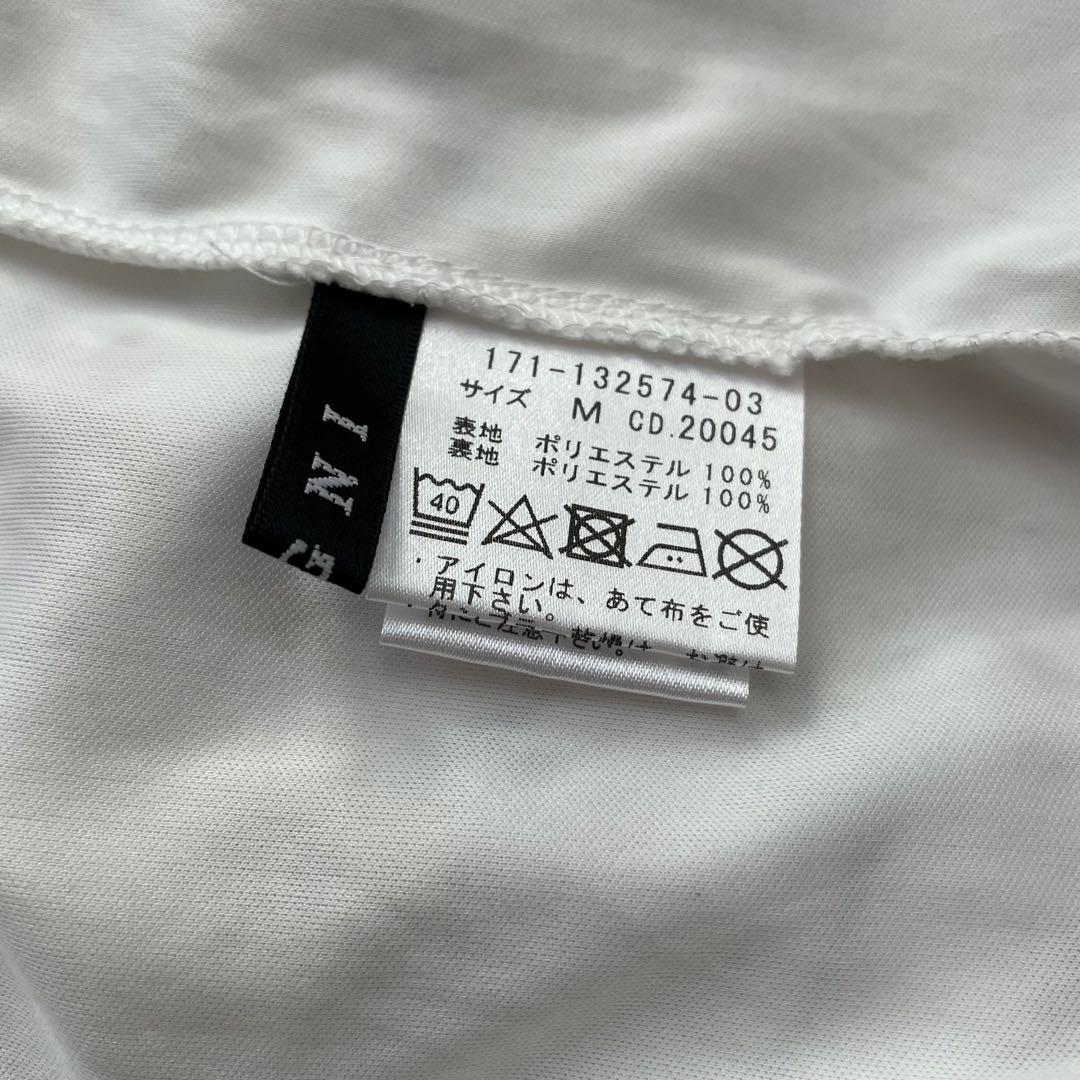 171-132574-03
サイズ M CD.20045
表地 ポリエステル 100%
裏地 ポリエステル 100%
40
・アイロンは、あて布をご使
用下さい。
G N I